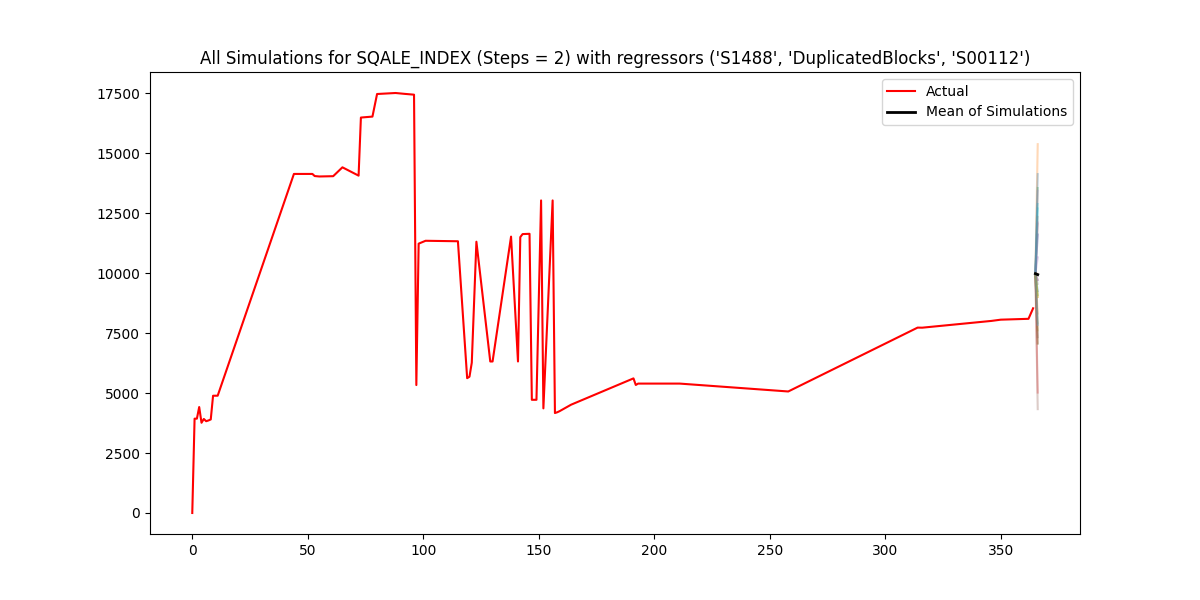 All Simulations for SQALE_INDEX (Steps = 2) with regressors ('S1488', 'DuplicatedBlocks', 'S00112')
Actual
Mean of Simulations
17500
15000
12500
10000
7500
5000
2500
0
0 50 100 150 200 250 300 350